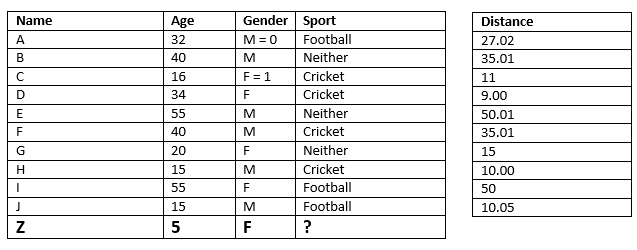 Name Age Gender Sport Distance
A 32 M = 0 Football 27.02
B 40 M Neither 35.01
C 16 F = 1 Cricket 11
D 34 F Cricket 9.00
E 55 M Neither 50.01
F 40 M Cricket 35.01
G 20 F Neither 15
H 15 M Cricket 10.00
I 55 F Football 50
J 15 M Football 10.05
Z 5 F ?